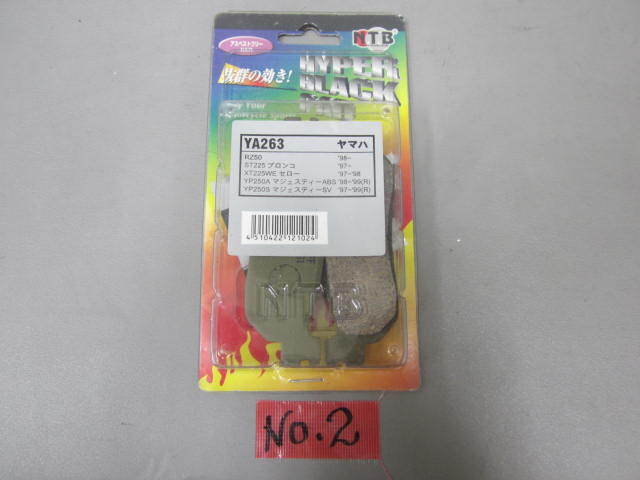 アスベストフリー
NTB
抜群の効き!
HYPER
BLACK
PAD
YA263 ヤマハ
RZ50 '98~
ST225 ブロンコ '97~
XT225WE セロー '97~'98
YP250A マジェスティーABS '98~'99(R)
YP250S マジェスティーSV '97~'99(R)
4510422121024
NTB
No.2